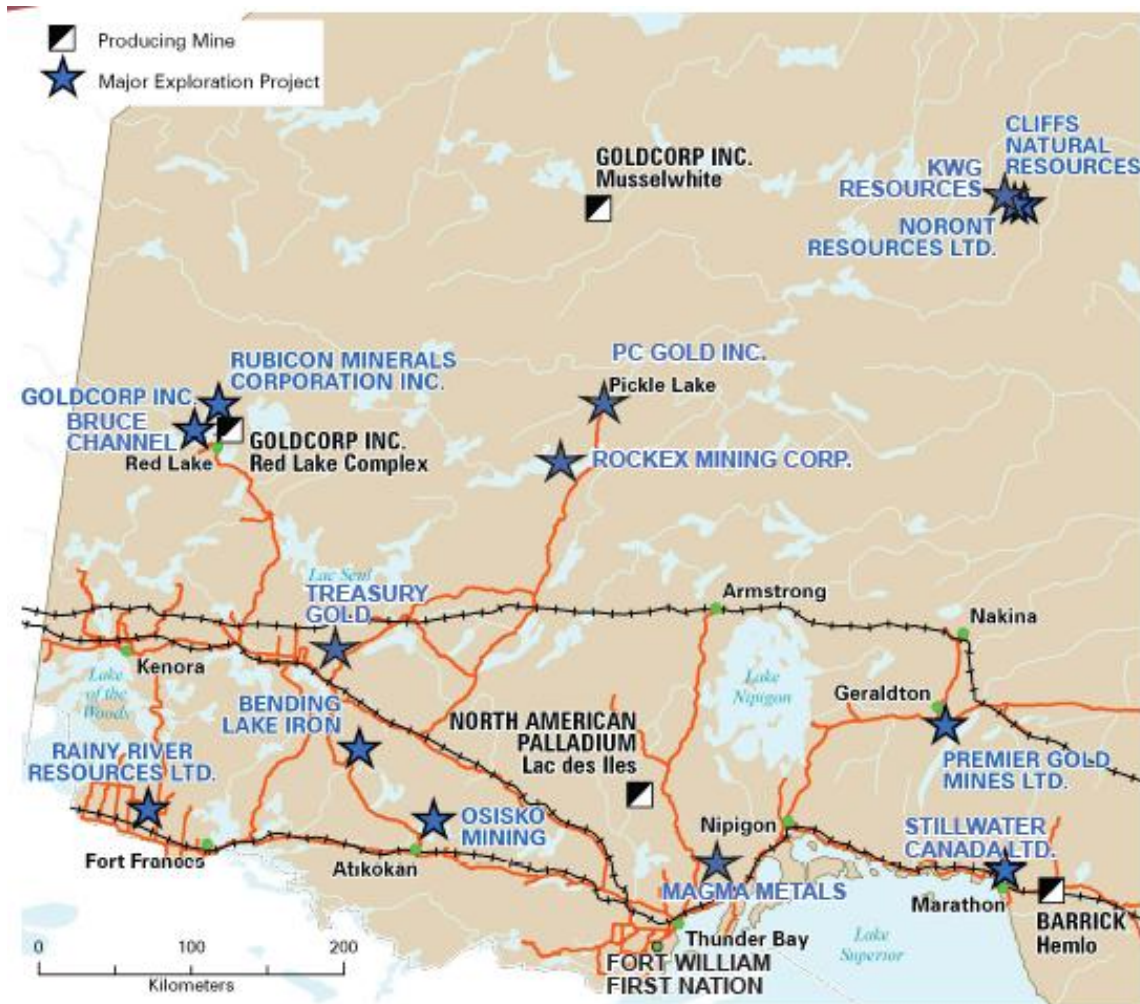 Producing Mine
Major Exploration Project
CLIFFS
NATURAL
RESOURCES
KWG
RESOURCES
NORONT
RESOURCES LTD.
GOLDCORP INC.
Musselwhite
PC GOLD INC.
Pickle Lake
RUBICON MINERALS
CORPORATION INC.
GOLDCORP INC.
BRUCE
CHANNEL
Red Lake
GOLDCORP INC.
Red Lake Complex
ROCKEX MINING CORP.
Lac Seul
TREASURY
GOLD
Armstrong
Nakina
Kenora
Lake
of the
Woods
Lake
Nipigon
Geraldton
BENDING
LAKE IRON
NORTH AMERICAN
PALLADIUM
Lac des Iles
RAINY RIVER
RESOURCES LTD.
PREMIER GOLD
MINES LTD.
OSISKO
MINING
Nipigon
STILLWATER
CANADA LTD.
Fort Frances
Atikokan
MAGMA METALS
Marathon
BARRICK
Hemlo
Thunder Bay
Lake
Superior
FORT WILLIAM
FIRST NATION
0 100 200
Kilometers